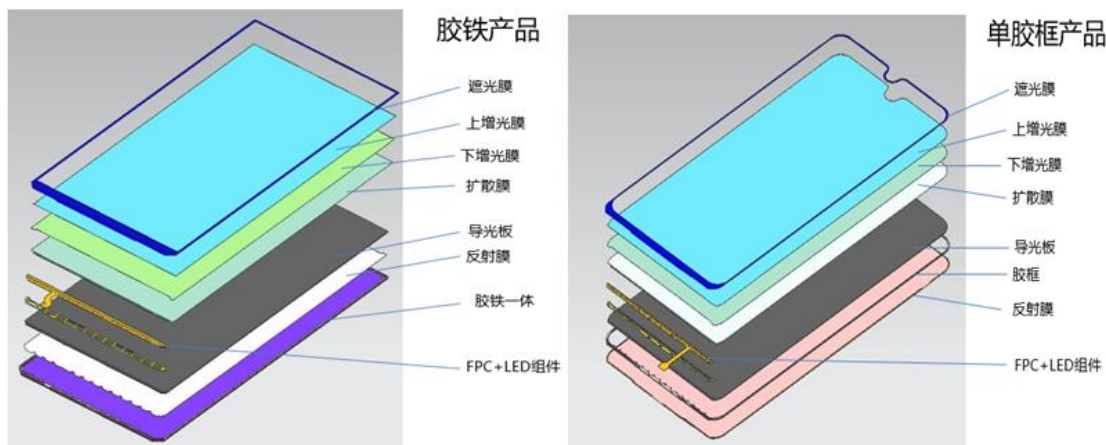 胶铁产品
遮光膜
上增光膜
下增光膜
扩散膜
导光板
反射膜
胶铁一体
FPC+LED组件
单胶框产品
遮光膜
上增光膜
下增光膜
扩散膜
导光板
胶框
反射膜
FPC+LED组件